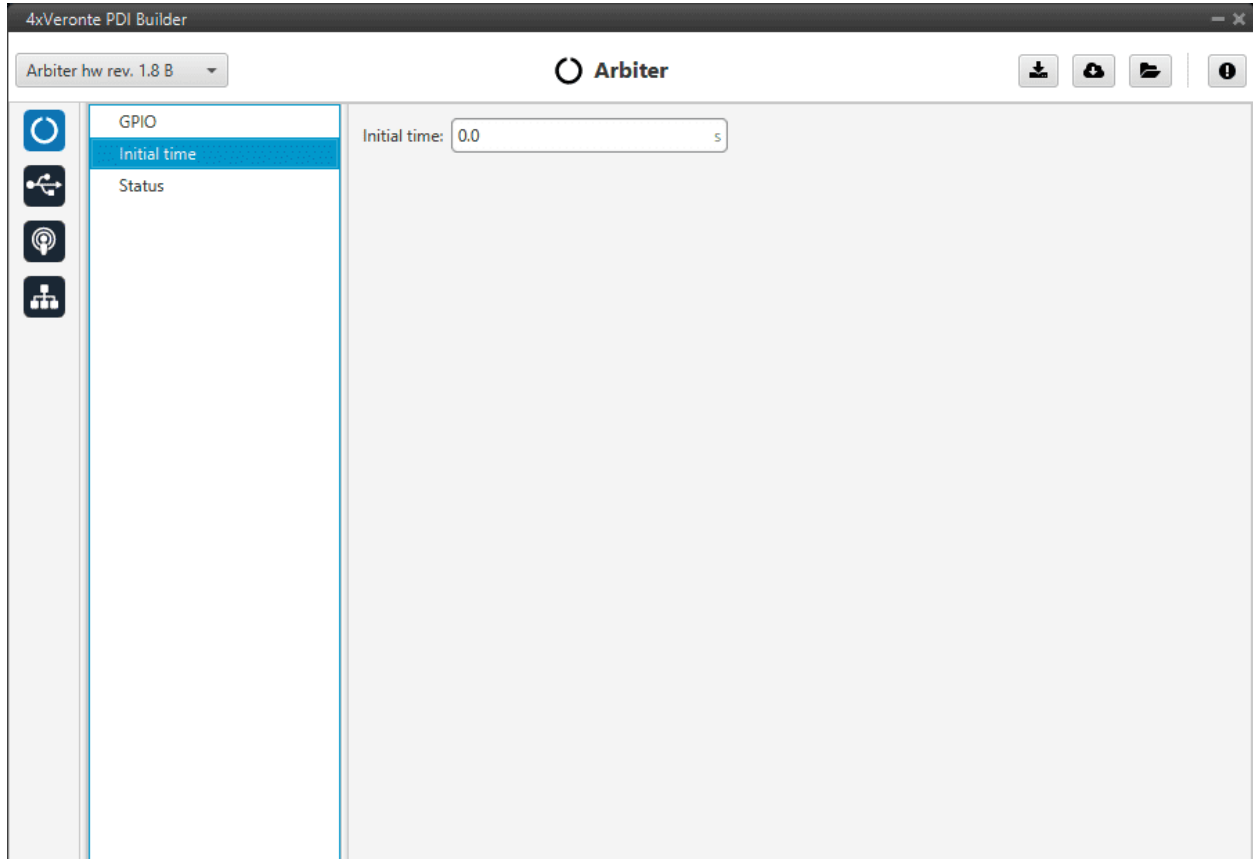 4xVeronte PDI Builder
Arbiter hw rev. 1.8 B
Arbiter
GPIO
Initial time
Status
Initial time: 0.0 s